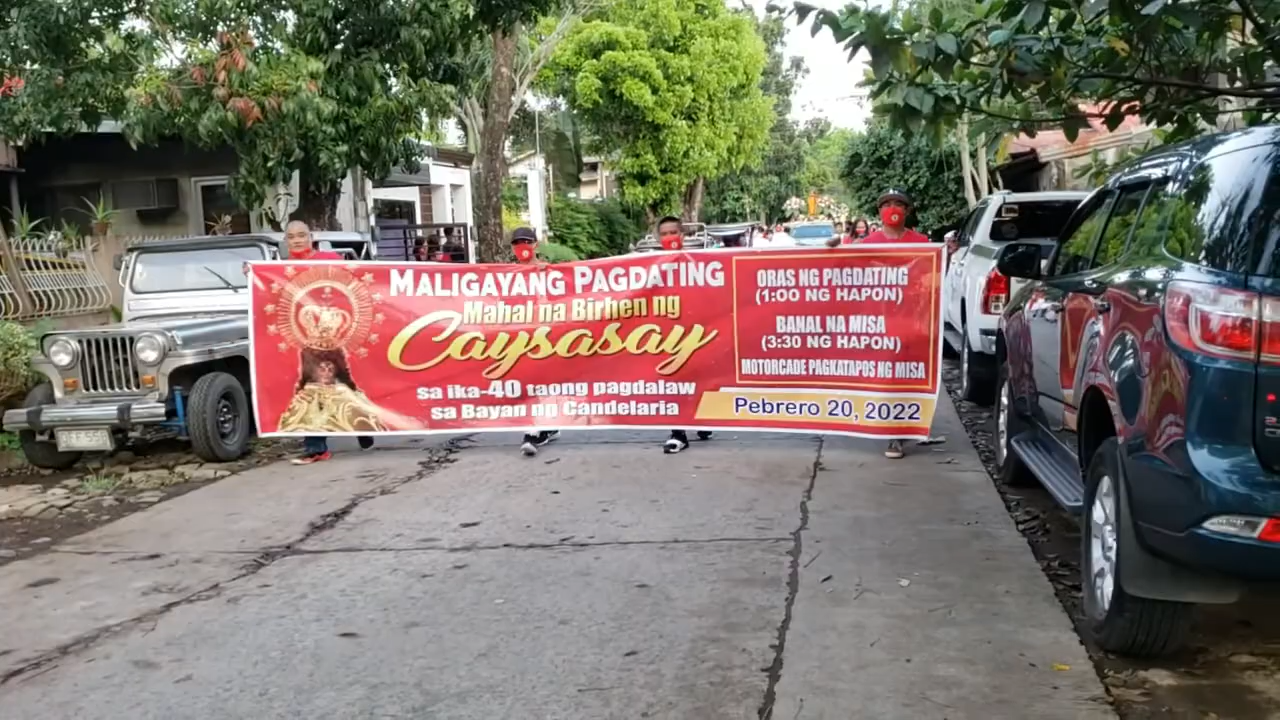 MALIGAYANG PAGDATING
Mahal na Birhen ng
Caysasay
sa ika-40 taong pagdalaw
sa Bayan ng Candelaria
ORAS NG PAGDATING
(1:00 NG HAPON)
BANAL NA MISA
(3:30 NG HAPON)
MOTORCADE PAGKATAPOS NG MISA
Pebrero 20, 2022